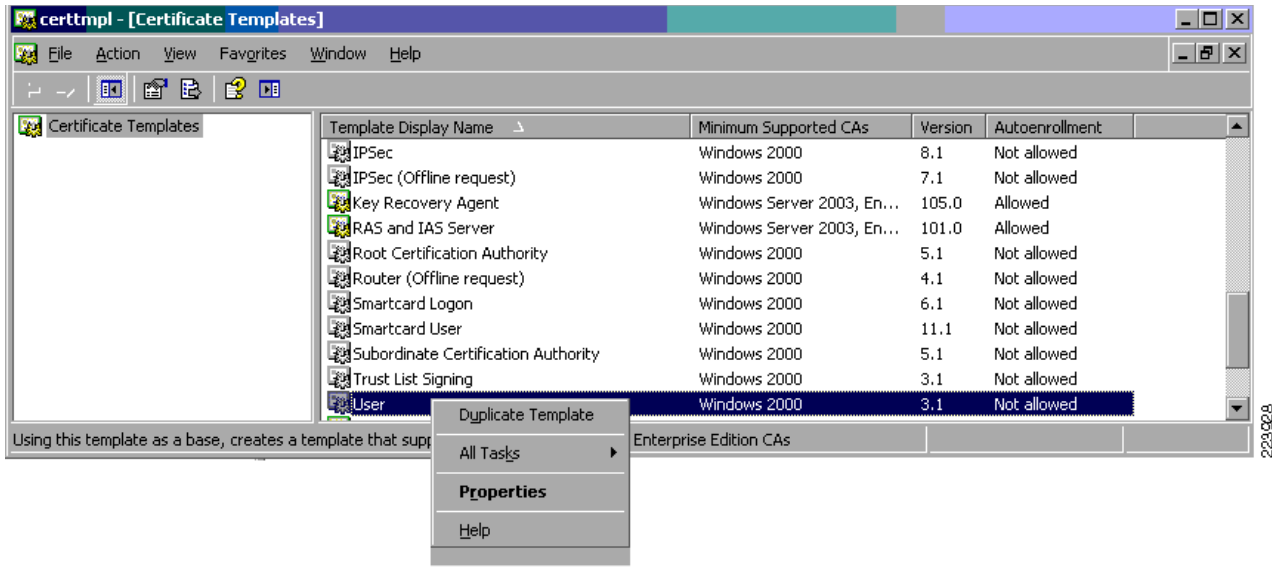 certtmpl - [Certificate Templates]
File Action View Favorites Window Help
Certificate Templates
Template Display Name Minimum Supported CAs Version Autoenrollment
IPSec Windows 2000 8.1 Not allowed
IPSec (Offline request) Windows 2000 7.1 Not allowed
Key Recovery Agent Windows Server 2003, En... 105.0 Allowed
RAS and IAS Server Windows Server 2003, En... 101.0 Allowed
Root Certification Authority Windows 2000 5.1 Not allowed
Router (Offline request) Windows 2000 4.1 Not allowed
Smartcard Logon Windows 2000 6.1 Not allowed
Smartcard User Windows 2000 11.1 Not allowed
Subordinate Certification Authority Windows 2000 5.1 Not allowed
Trust List Signing Windows 2000 3.1 Not allowed
User Windows 2000 3.1 Not allowed
Duplicate Template
All Tasks
Properties
Help
Using this template as a base, creates a template that supp Enterprise Edition CAs
223928